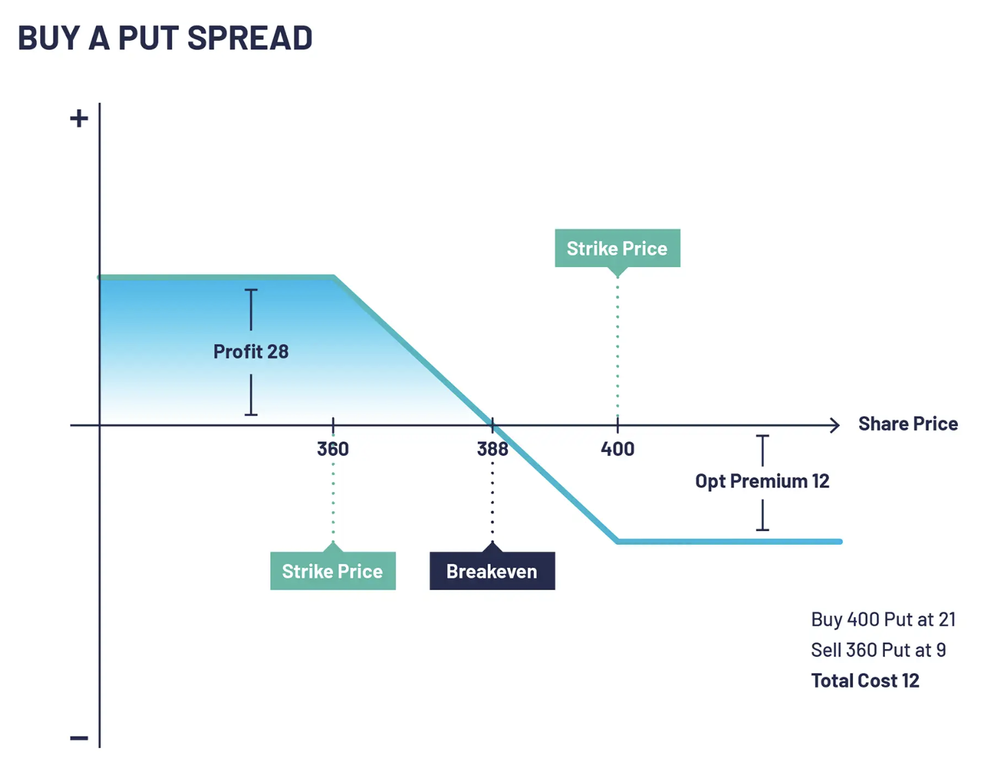 BUY A PUT SPREAD
+
Strike Price
Profit 28
Share Price
360
388
400
Opt Premium 12
Strike Price
Breakeven
Buy 400 Put at 21
Sell 360 Put at 9
Total Cost 12
−